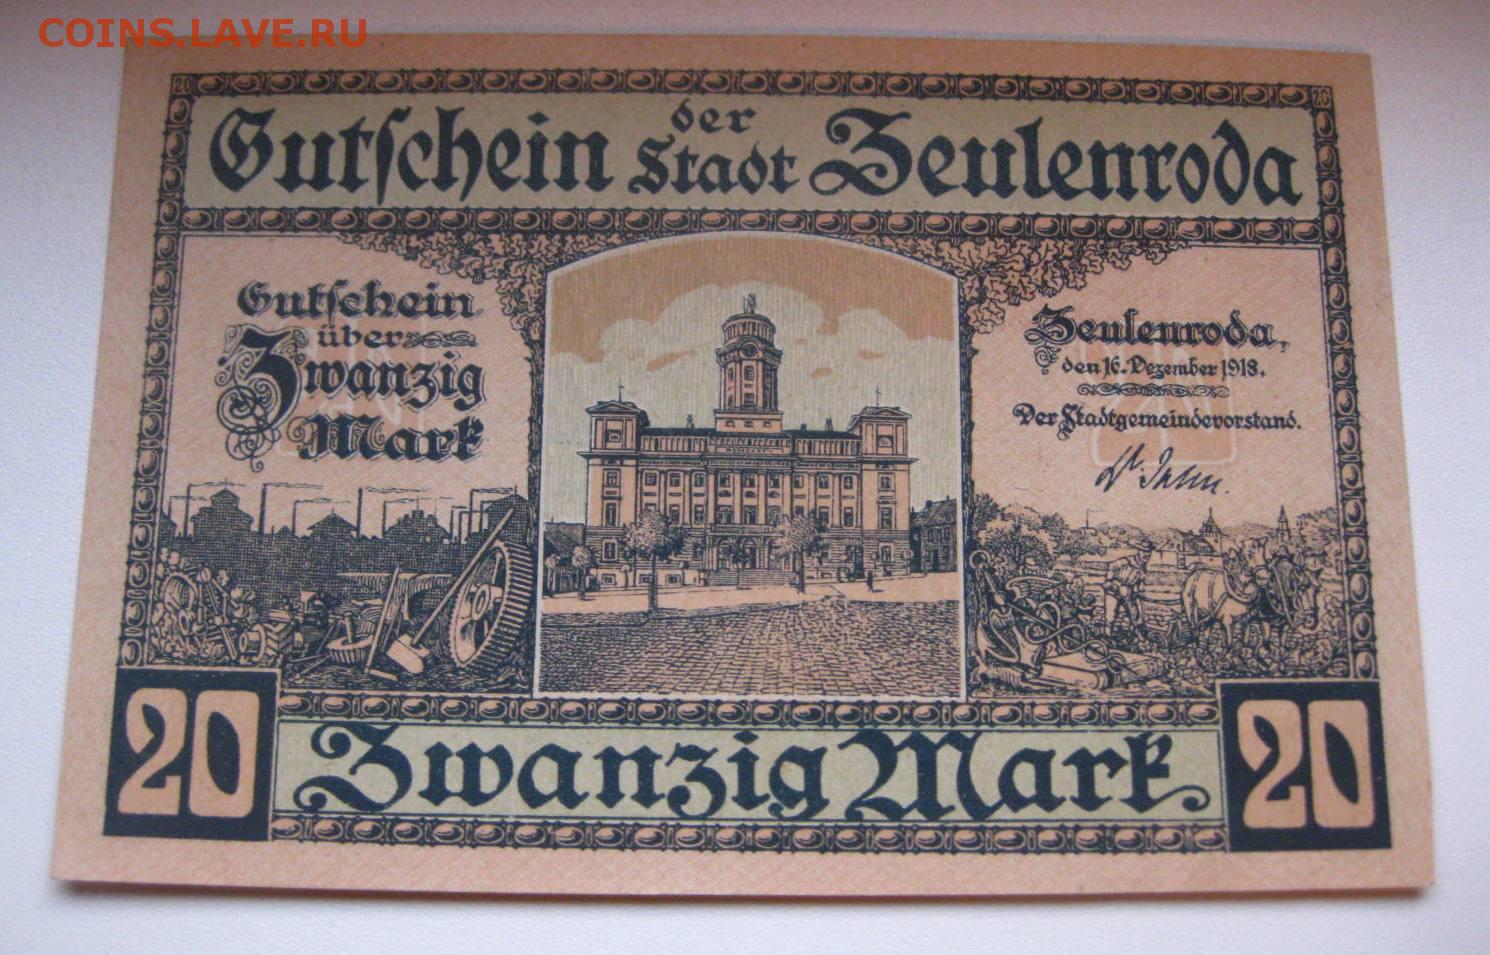 COINS.LAVE.RU
20 20
Gutschein der Stadt Zeulenroda
Gutschein
über
Zwanzig
Mark
Zeulenroda,
den 16. Dezember 1918.
Der Stadtgemeindevorstand.
20 Zwanzig Mark. 20